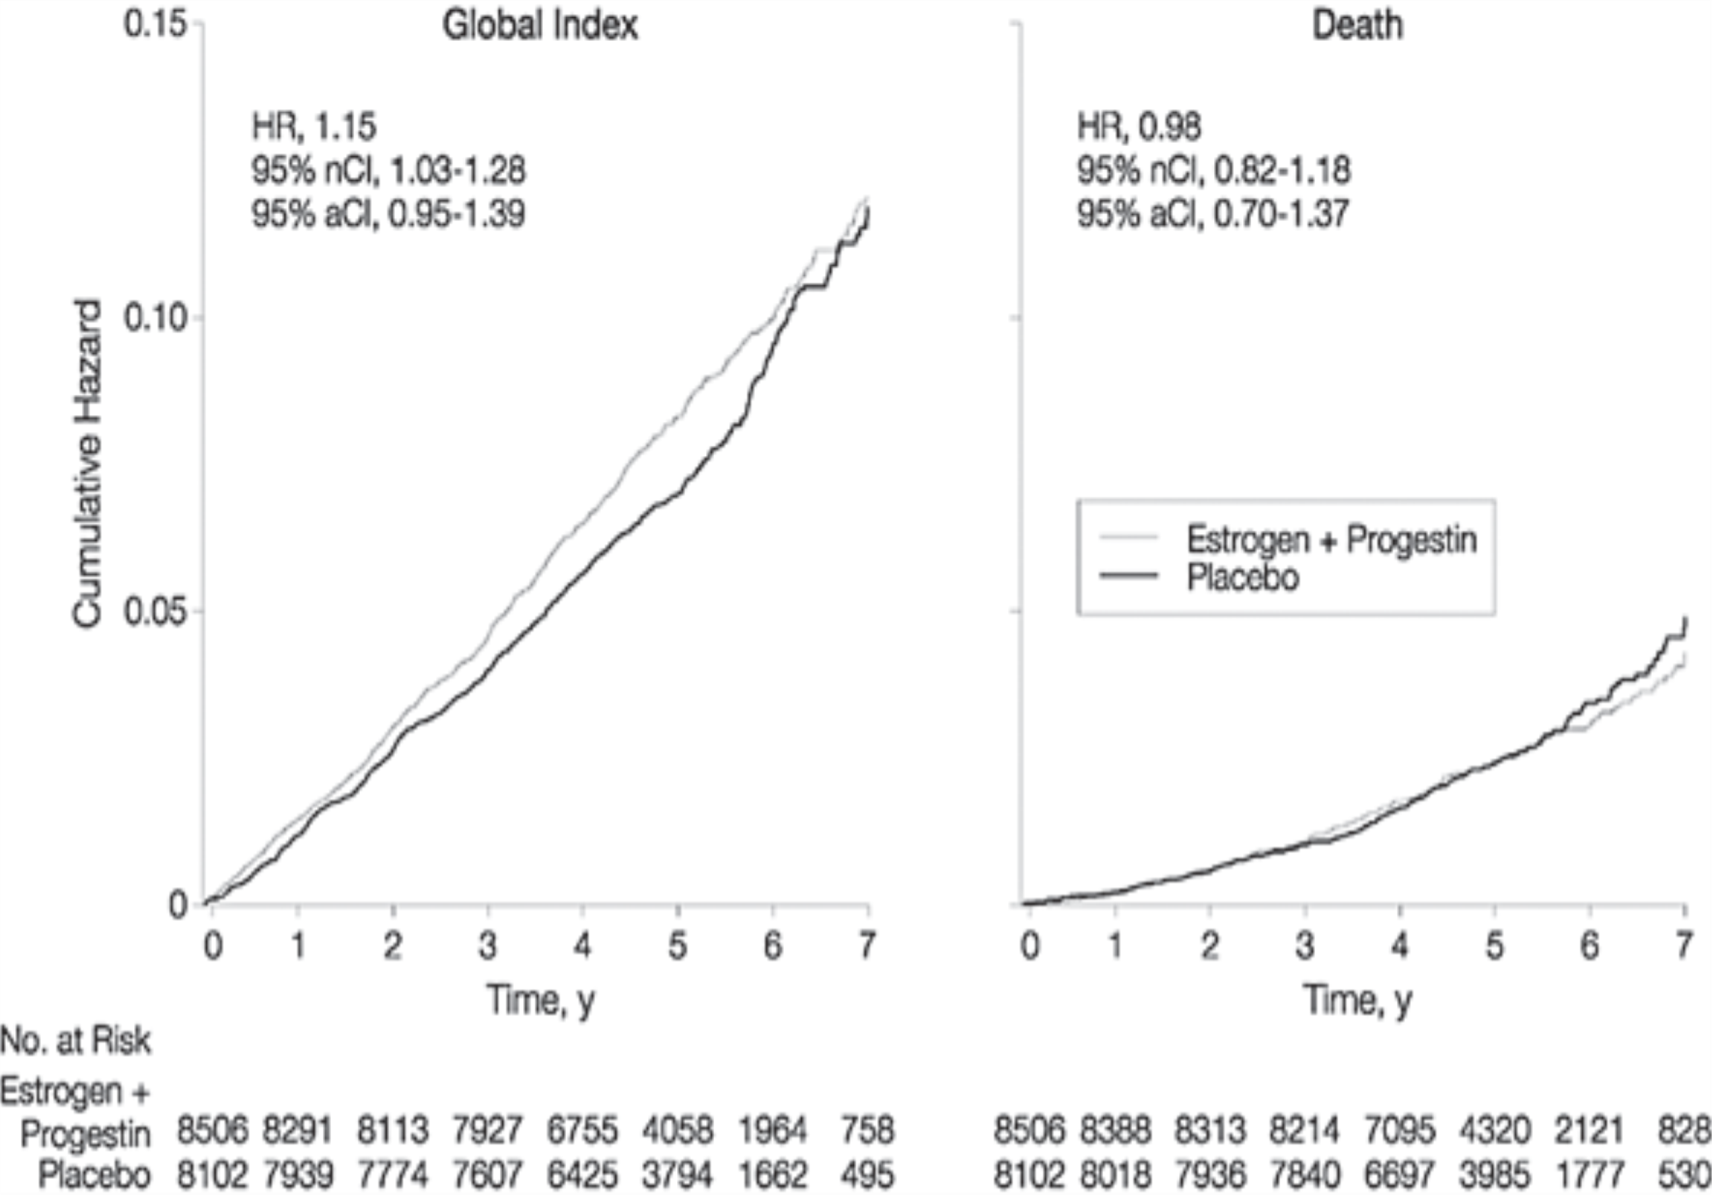 Global Index
Death
0.15
HR, 1.15
95% nCI, 1.03-1.28
95% aCI, 0.95-1.39
HR, 0.98
95% nCI, 0.82-1.18
95% aCI, 0.70-1.37
Cumulative Hazard
0.10
0.05
0
Estrogen + Progestin
Placebo
0 1 2 3 4 5 6 7
Time, y
0 1 2 3 4 5 6 7
Time, y
No. at Risk
Estrogen +
Progestin 8506 8291 8113 7927 6755 4058 1964 758 8506 8388 8313 8214 7095 4320 2121 828
Placebo 8102 7939 7774 7607 6425 3794 1662 495 8102 8018 7936 7840 6697 3985 1777 530